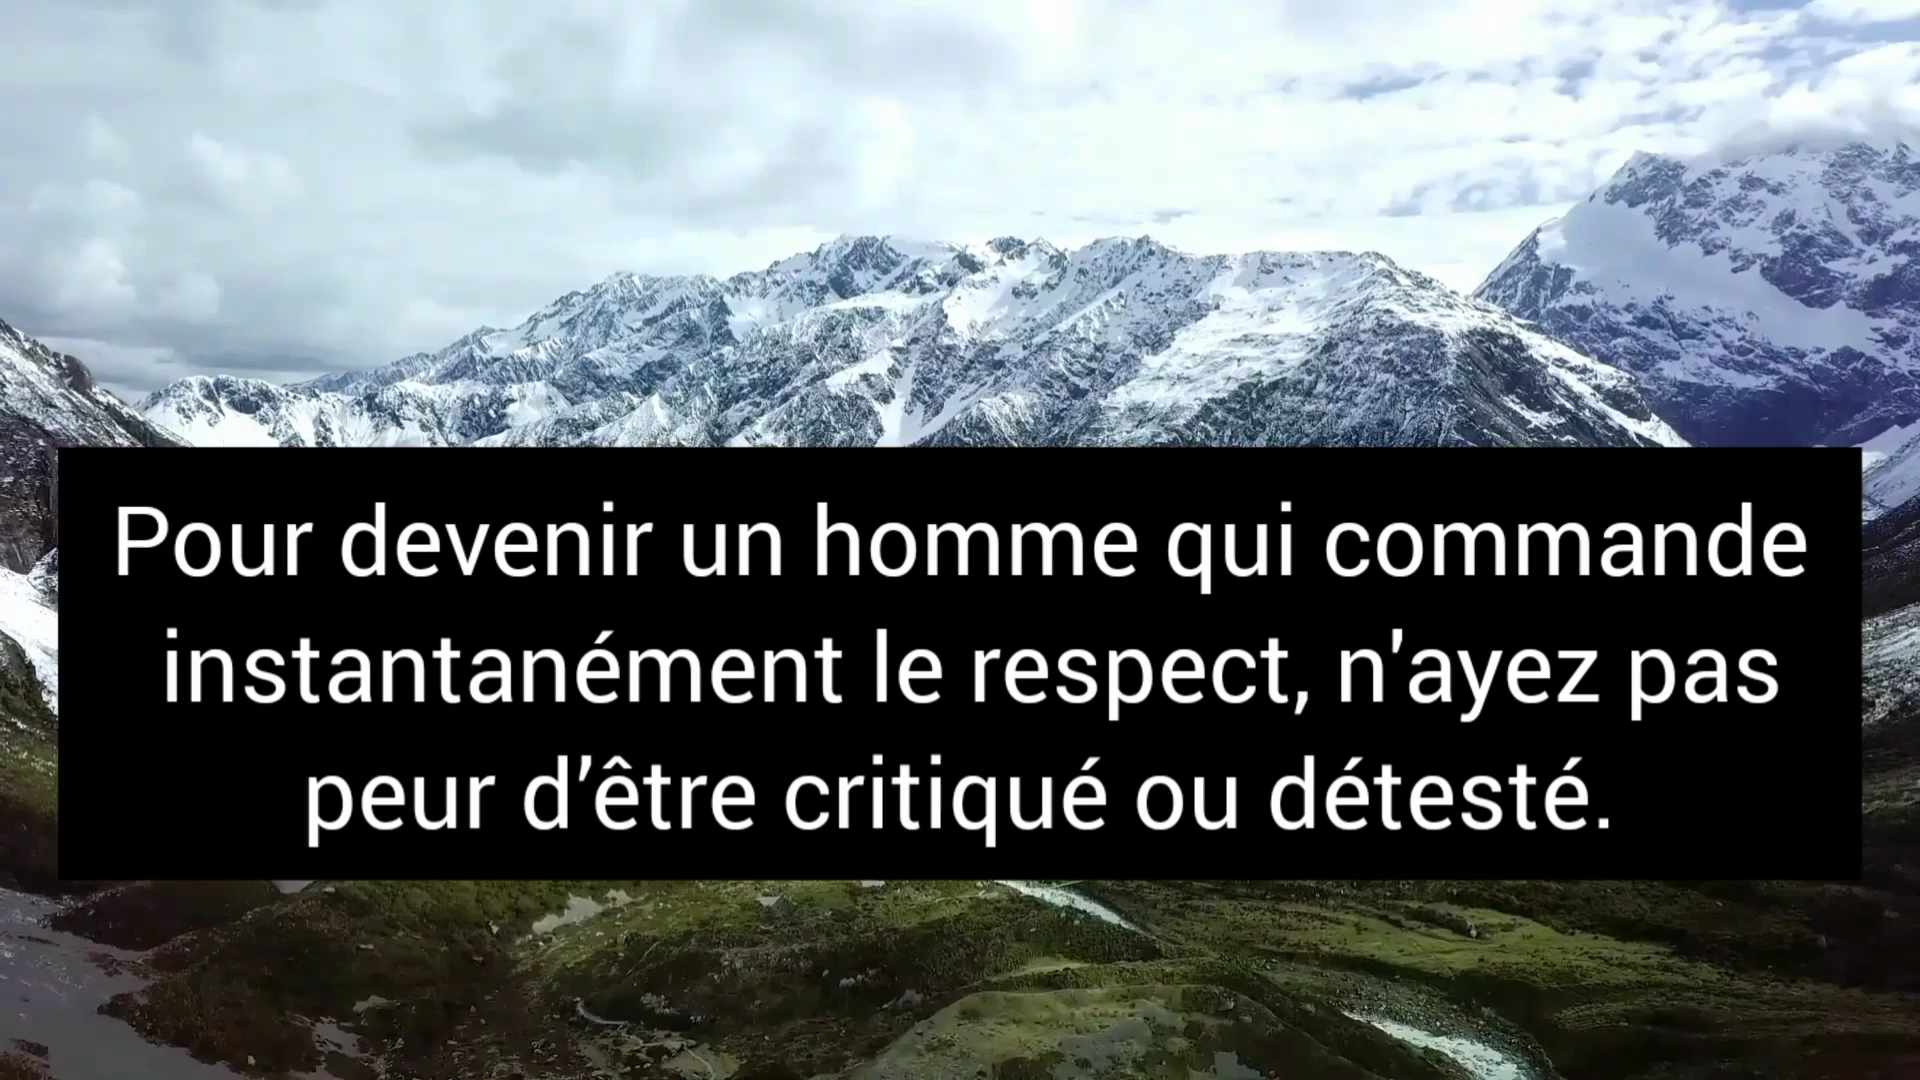 Pour devenir un homme qui commande
instantanément le respect, n'ayez pas
peur d’être critiqué ou détesté.